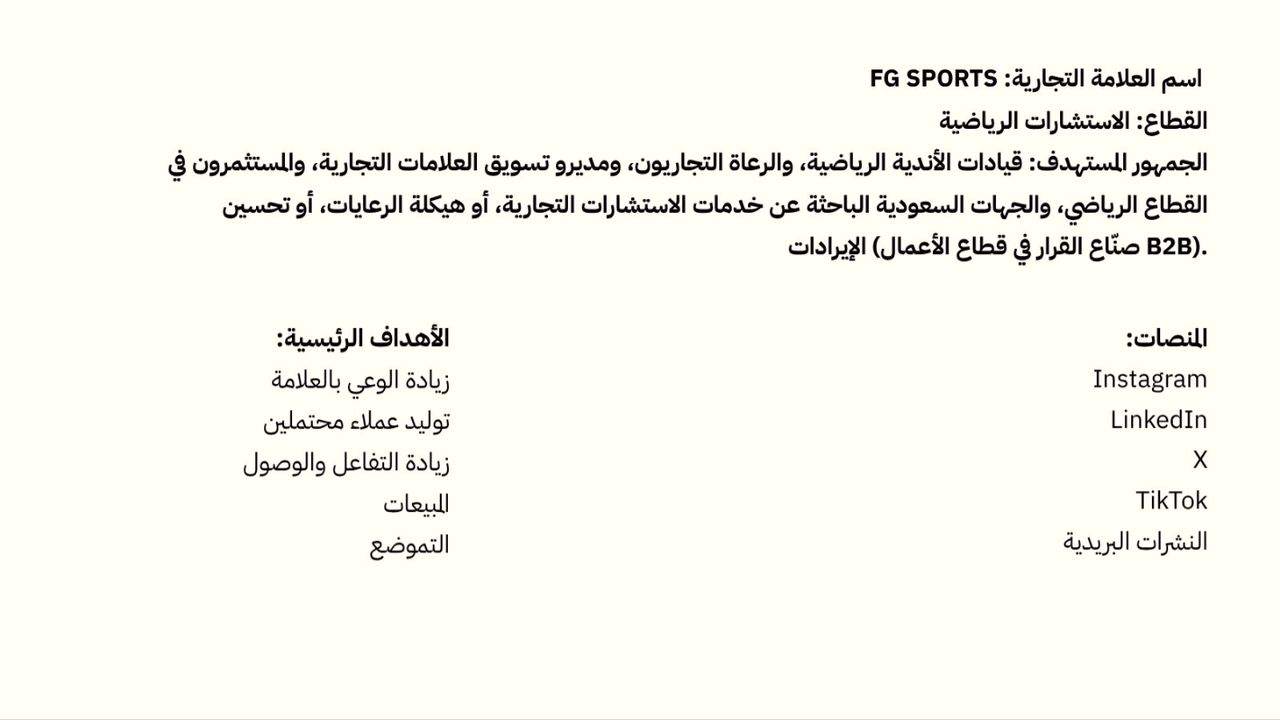 اسم العلامة التجارية: FG SPORTS
القطاع: الاستشارات الرياضية
الجمهور المستهدف: قيادات الأندية الرياضية، والرعاة التجاريون، ومديرو تسويق العلامات التجارية، والمستثمرون في
القطاع الرياضي، والجهات السعودية الباحثة عن خدمات الاستشارات التجارية، أو هيكلة الرعايات، أو تحسين
.(B2B صنّاع القرار في قطاع الأعمال) الإيرادات
المنصات:
Instagram
LinkedIn
X
TikTok
النشرات البريدية
الأهداف الرئيسية:
زيادة الوعي بالعلامة
توليد عملاء محتملين
زيادة التفاعل والوصول
المبيعات
التموضع